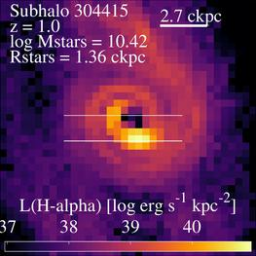 Subhalo 304415
z = 1.0
log Mstars = 10.42
Rstars = 1.36 ckpc
2.7 ckpc
L(H-alpha) [log erg s⁻¹ kpc⁻²]
37 38 39 40